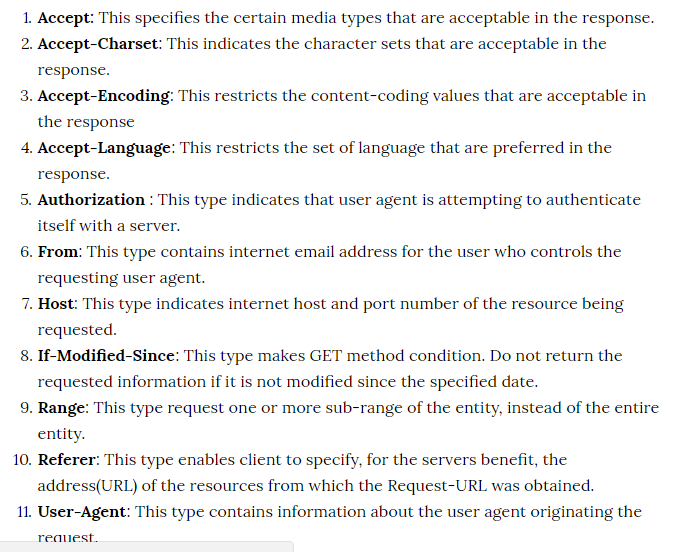 1. Accept: This specifies the certain media types that are acceptable in the response.
2. Accept-Charset: This indicates the character sets that are acceptable in the
response.
3. Accept-Encoding: This restricts the content-coding values that are acceptable in
the response
4. Accept-Language: This restricts the set of language that are preferred in the
response.
5. Authorization : This type indicates that user agent is attempting to authenticate
itself with a server.
6. From: This type contains internet email address for the user who controls the
requesting user agent.
7. Host: This type indicates internet host and port number of the resource being
requested.
8. If-Modified-Since: This type makes GET method condition. Do not return the
requested information if it is not modified since the specified date.
9. Range: This type request one or more sub-range of the entity, instead of the entire
entity.
10. Referer: This type enables client to specify, for the servers benefit, the
address(URL) of the resources from which the Request-URL was obtained.
11. User-Agent: This type contains information about the user agent originating the
request.